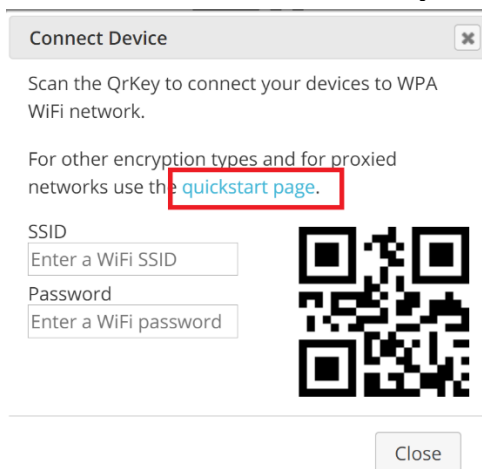 Connect Device
Scan the QrKey to connect your devices to WPA
WiFi network.
For other encryption types and for proxied
networks use the quickstart page.
SSID
Enter a WiFi SSID
Password
Enter a WiFi password
Close